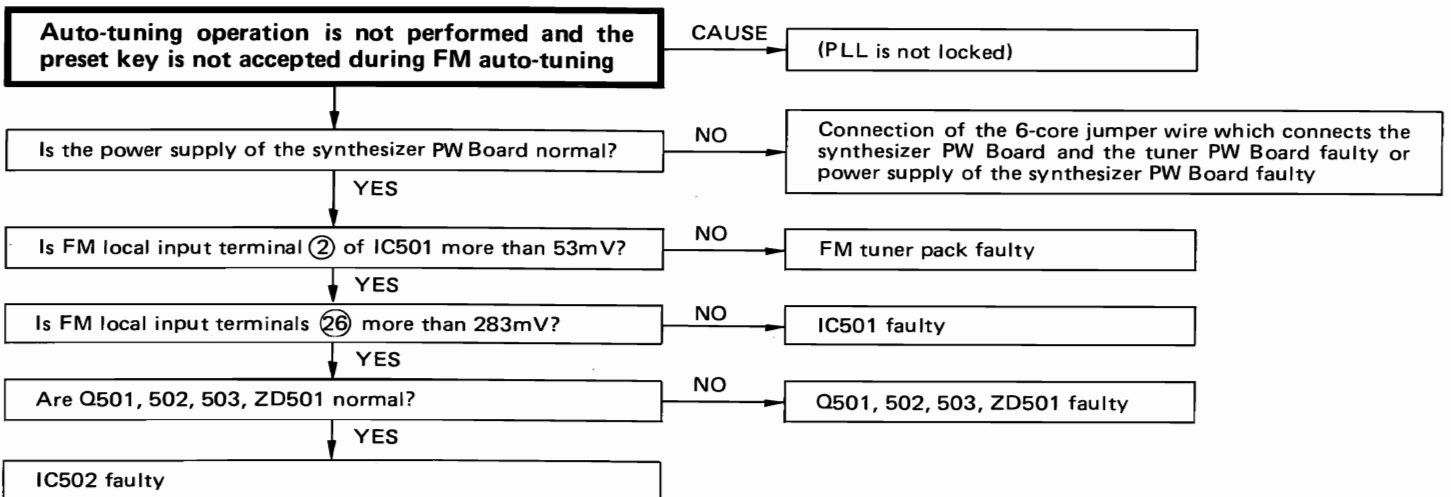 Auto-tuning operation is not performed and the
preset key is not accepted during FM auto-tuning
CAUSE
(PLL is not locked)
Is the power supply of the synthesizer PW Board normal?
NO
Connection of the 6-core jumper wire which connects the
synthesizer PW Board and the tuner PW Board faulty or
power supply of the synthesizer PW Board faulty
YES
Is FM local input terminal ② of IC501 more than 53mV?
NO
FM tuner pack faulty
YES
Is FM local input terminals ㉖ more than 283mV?
NO
IC501 faulty
YES
Are Q501, 502, 503, ZD501 normal?
NO
Q501, 502, 503, ZD501 faulty
YES
IC502 faulty